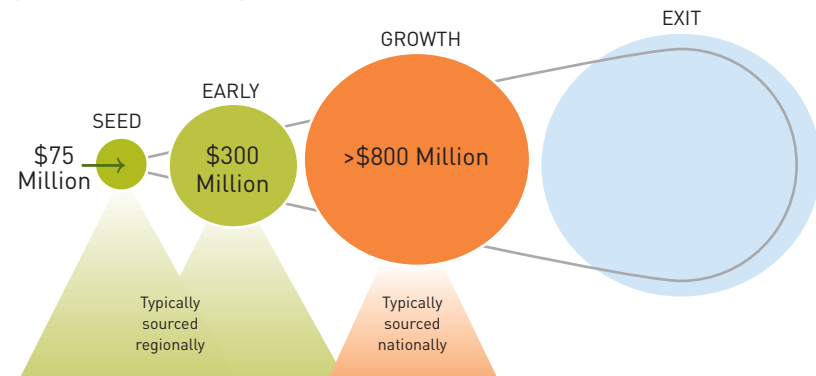 SEED
EARLY
GROWTH
EXIT
$75
Million
$300
Million
>$800 Million
Typically
sourced
regionally
Typically
sourced
nationally